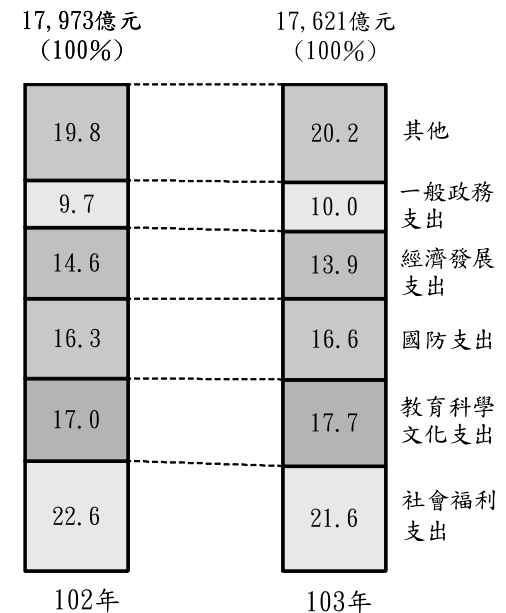 17,973億元
(100%)
17,621億元
(100%)
19.8
20.2
其他
9.7
10.0
一般政務
支出
14.6
13.9
經濟發展
支出
16.3
16.6
國防支出
17.0
17.7
教育科學
文化支出
22.6
21.6
社會福利
支出
102年
103年